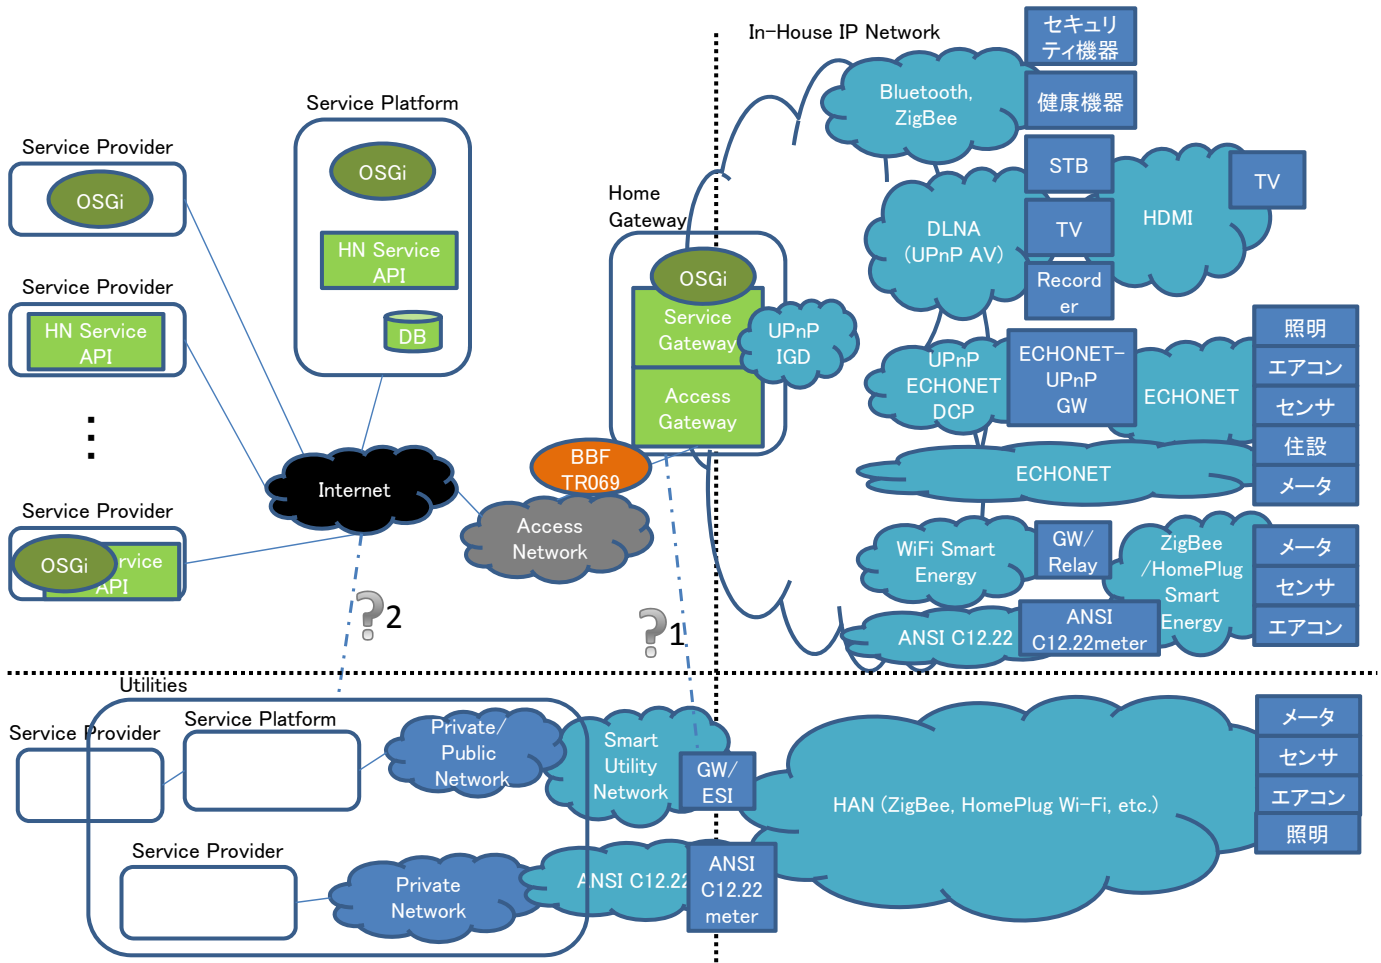 In-House IP Network
セキュリ
ティ機器
健康機器
Bluetooth,
ZigBee
Service Platform
OSGi
HN Service
API
DB
Service Provider
OSGi
Service Provider
HN Service
API
⋮
Service Provider
OSGi
rvice
API
Home
Gateway
OSGi
Service
Gateway
Access
Gateway
UPnP
IGD
STB
TV
Record
er
DLNA
(UPnP AV)
HDMI
TV
UPnP
ECHONET
DCP
ECHONET-
UPnP
GW
ECHONET
照明
エアコン
センサ
住設
メータ
ECHONET
Internet
BBF
TR069
Access
Network
WiFi Smart
Energy
GW/
Relay
ZigBee
/HomePlug
Smart
Energy
メータ
センサ
エアコン
ANSI C12.22
ANSI
C12.22meter
?2
?1
Utilities
Service Provider
Service Platform
Private/
Public
Network
Smart
Utility
Network
GW/
ESI
HAN (ZigBee, HomePlug Wi-Fi, etc.)
メータ
センサ
エアコン
照明
Service Provider
Private
Network
ANSI C12.22
ANSI
C12.22
meter